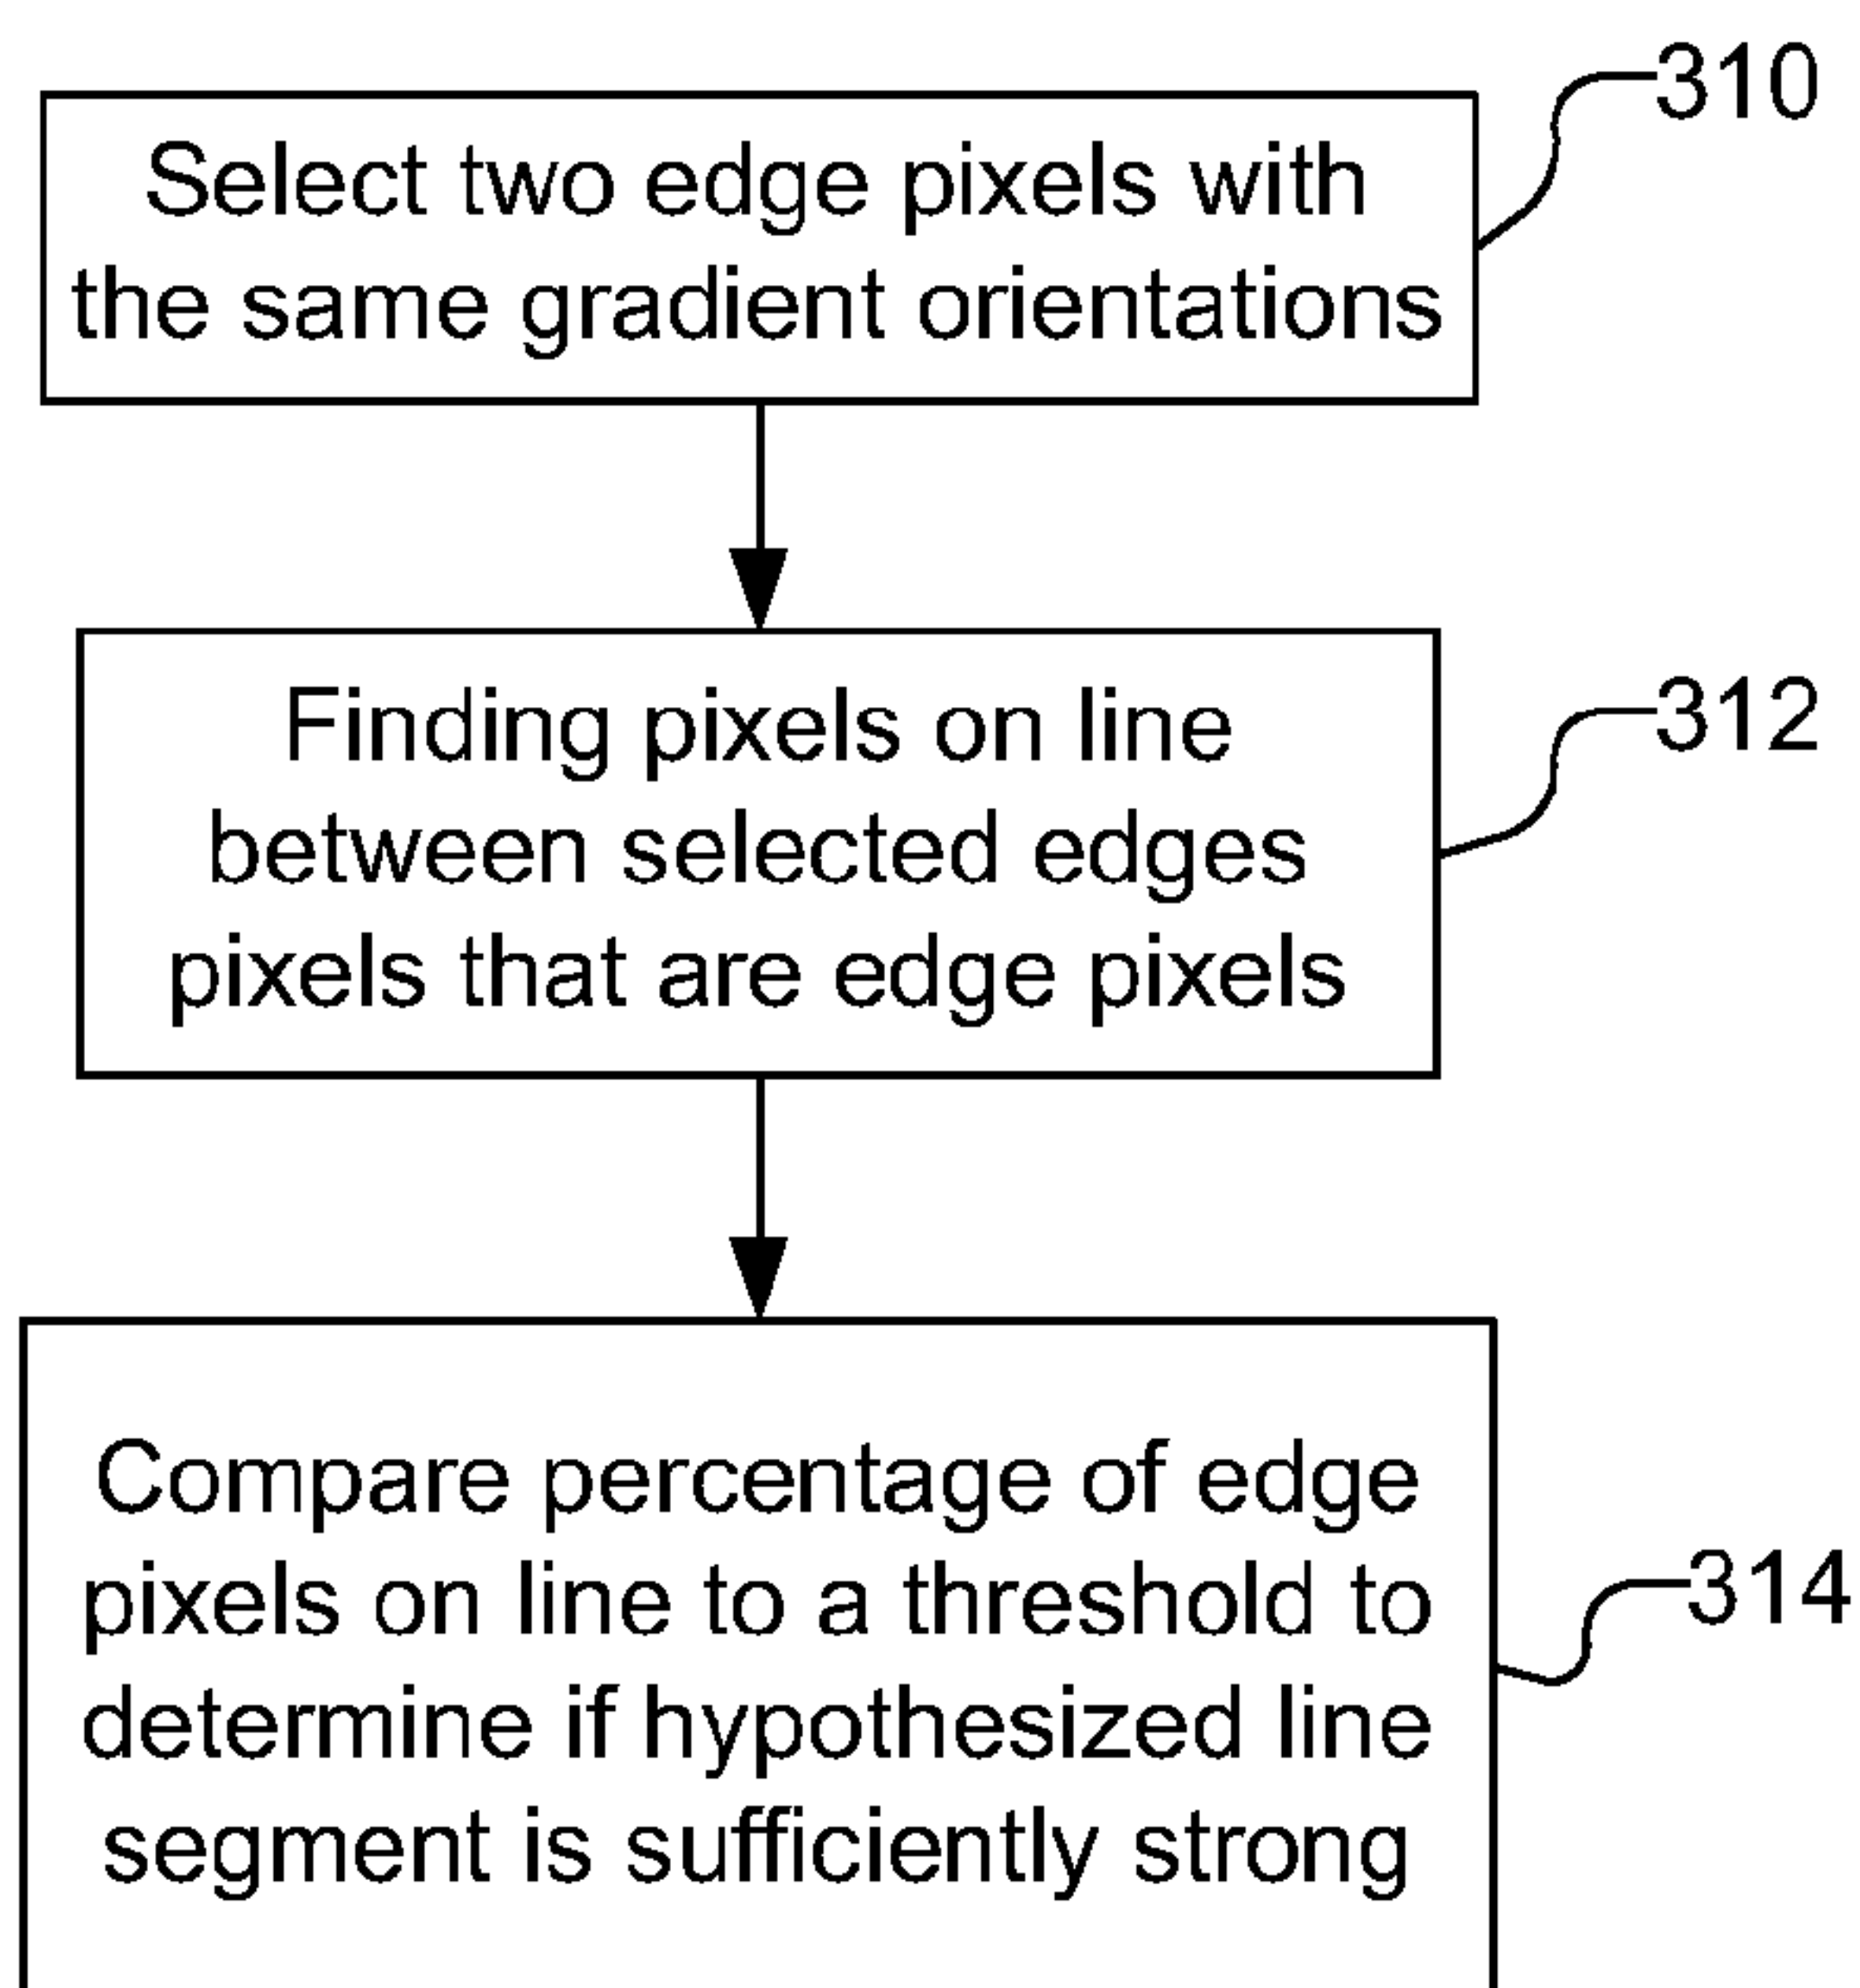 310
Select two edge pixels with
the same gradient orientations
312
Finding pixels on line
between selected edges
pixels that are edge pixels
314
Compare percentage of edge
pixels on line to a threshold to
determine if hypothesized line
segment is sufficiently strong